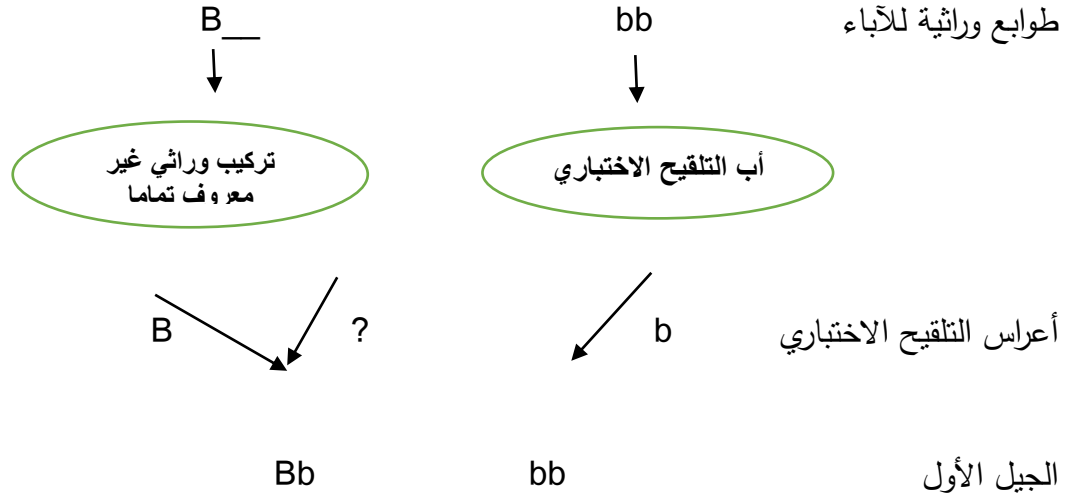 طوابع وراثية للآباء bb B__
أب التلقيح الاختباري
تركيب وراثي غير
معروف تماما
أعراس التلقيح الاختباري b ? B
الجيل الأول bb Bb